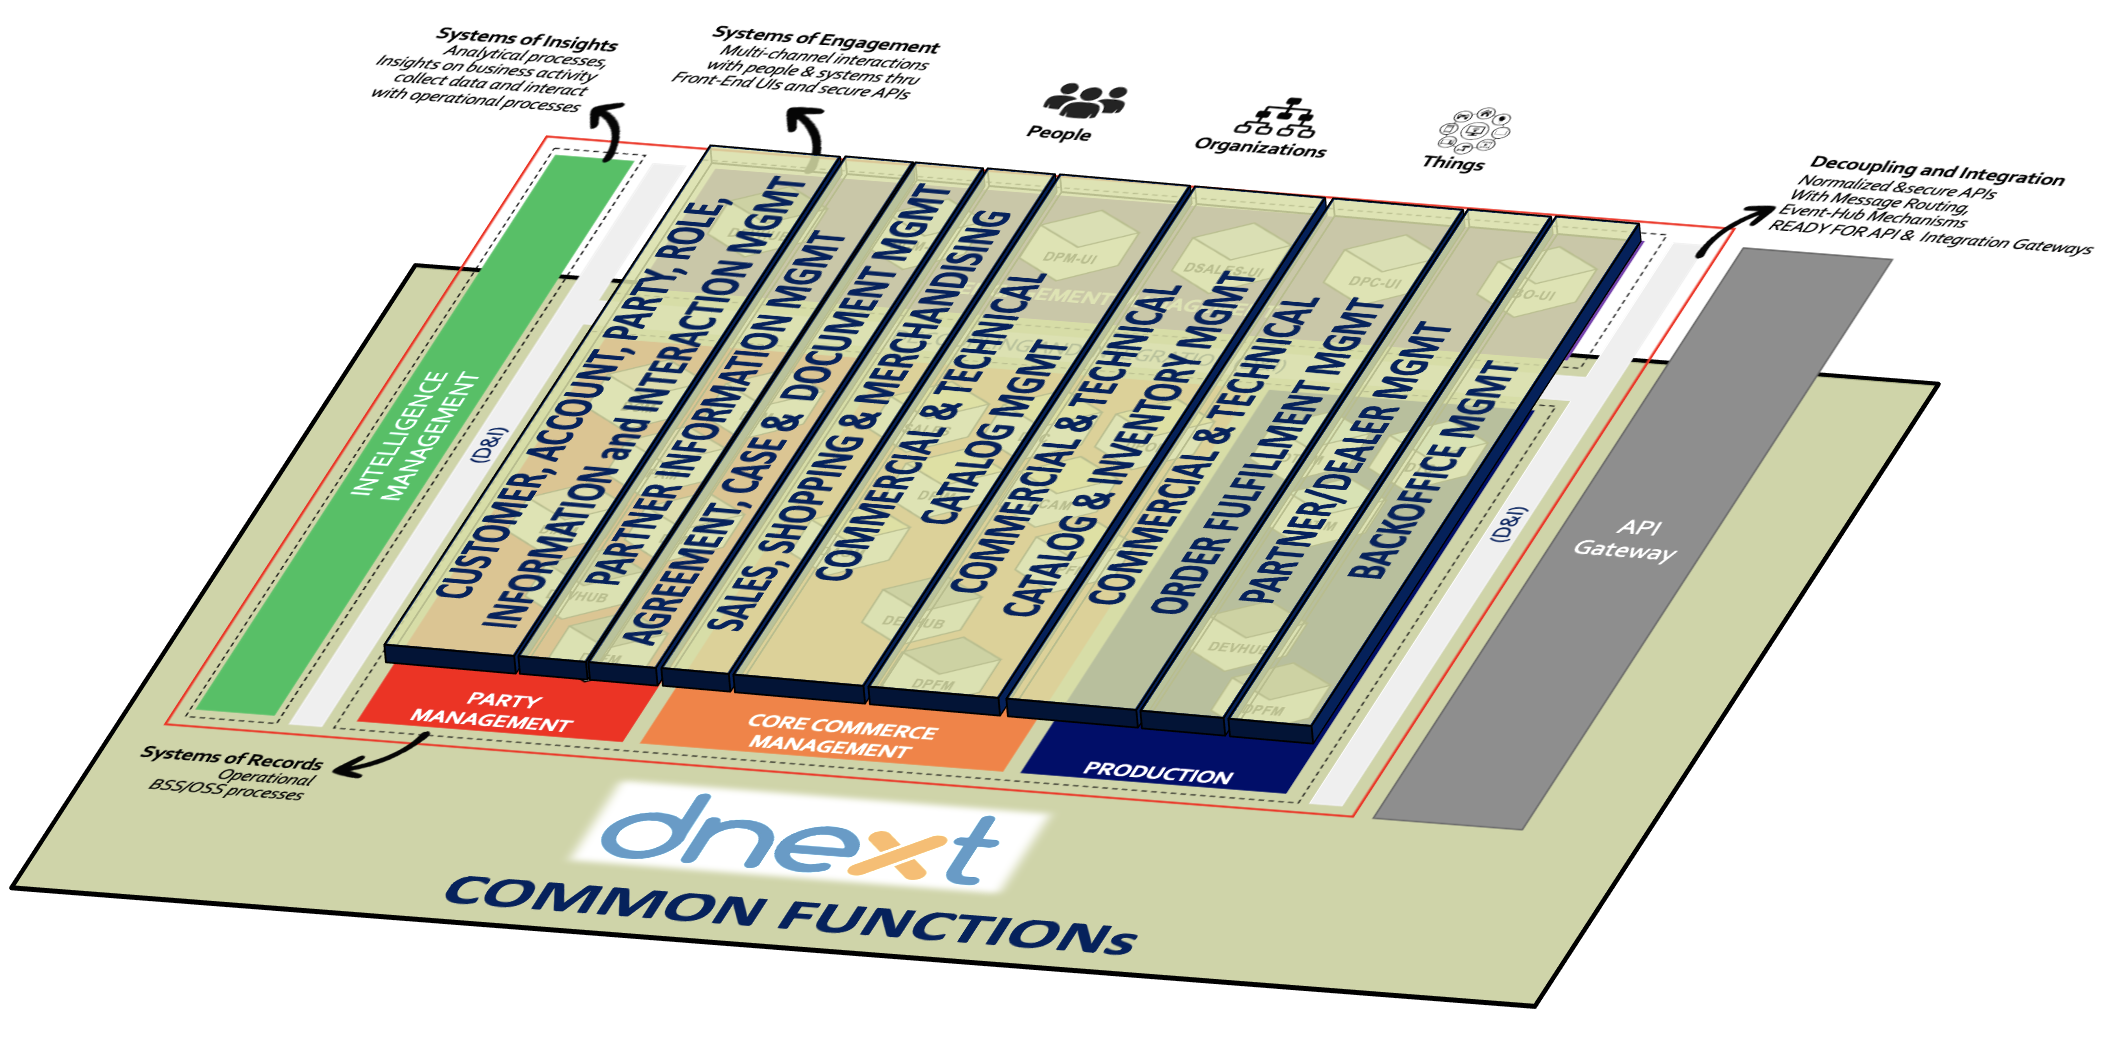 Systems of Insights
Analytical processes,
Insights on business activity
collect data and interact
with operational processes
Systems of Engagement
Multi-channel interactions
with people & systems thru
Front-End UIs and secure APIs
People
Organizations
Things
Decoupling and Integration
Normalized &secure APIs
With Message Routing,
Event-Hub Mechanisms
READY FOR API & Integration Gateways
INTELLIGENCE
MANAGEMENT
(D&I)
CUSTOMER, ACCOUNT, PARTY, ROLE,
INFORMATION and INTERACTION MGMT
PARTNER INFORMATION MGMT
AGREEMENT, CASE & DOCUMENT MGMT
SALES, SHOPPING & MERCHANDISING
COMMERCIAL & TECHNICAL
CATALOG MGMT
COMMERCIAL & TECHNICAL
CATALOG & INVENTORY MGMT
COMMERCIAL & TECHNICAL
ORDER FULFILLMENT MGMT
PARTNER/DEALER MGMT
BACKOFFICE MGMT
DPM-UI
DSALES-UI
DPC-UI
DEVHUB
DPFM
DEVHUB
DPFM
(D&I)
API
Gateway
PARTY
MANAGEMENT
CORE COMMERCE
MANAGEMENT
PRODUCTION
Systems of Records
Operational
BSS/OSS processes
dnext
COMMON FUNCTIONs